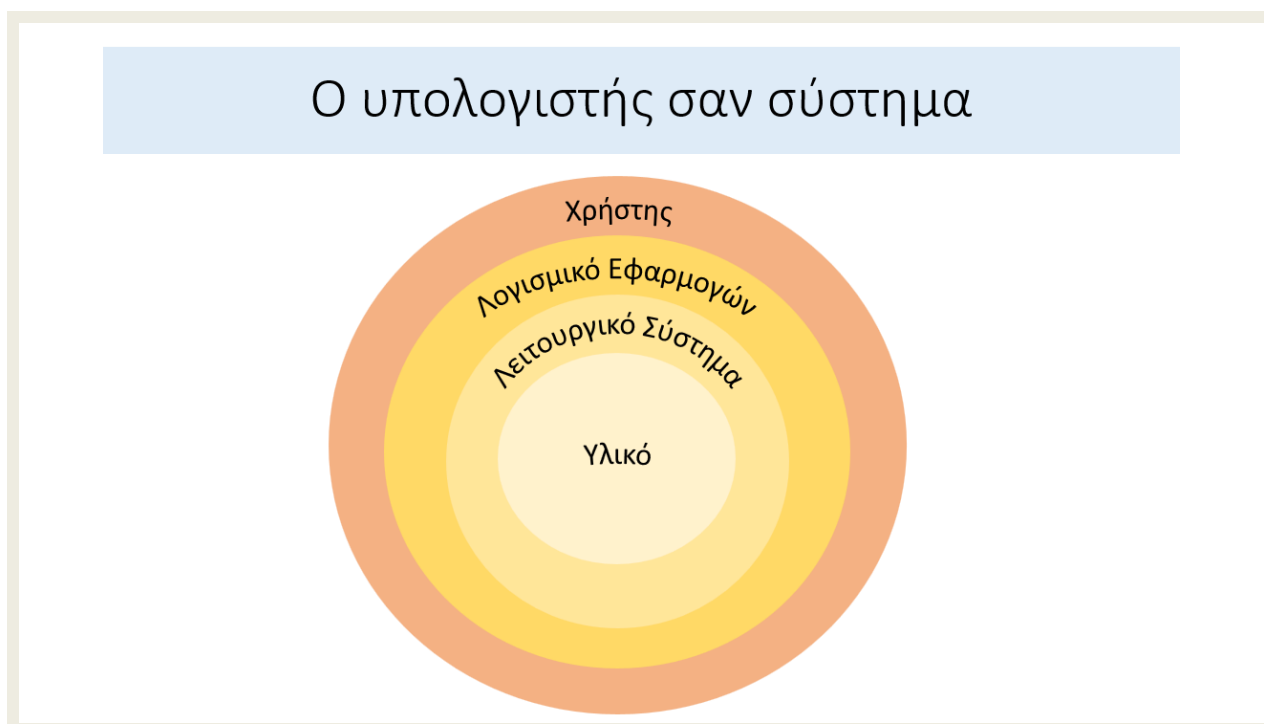 Ο υπολογιστής σαν σύστημα
Χρήστης
Λογισμικό Εφαρμογών
Λειτουργικό Σύστημα
Υλικό